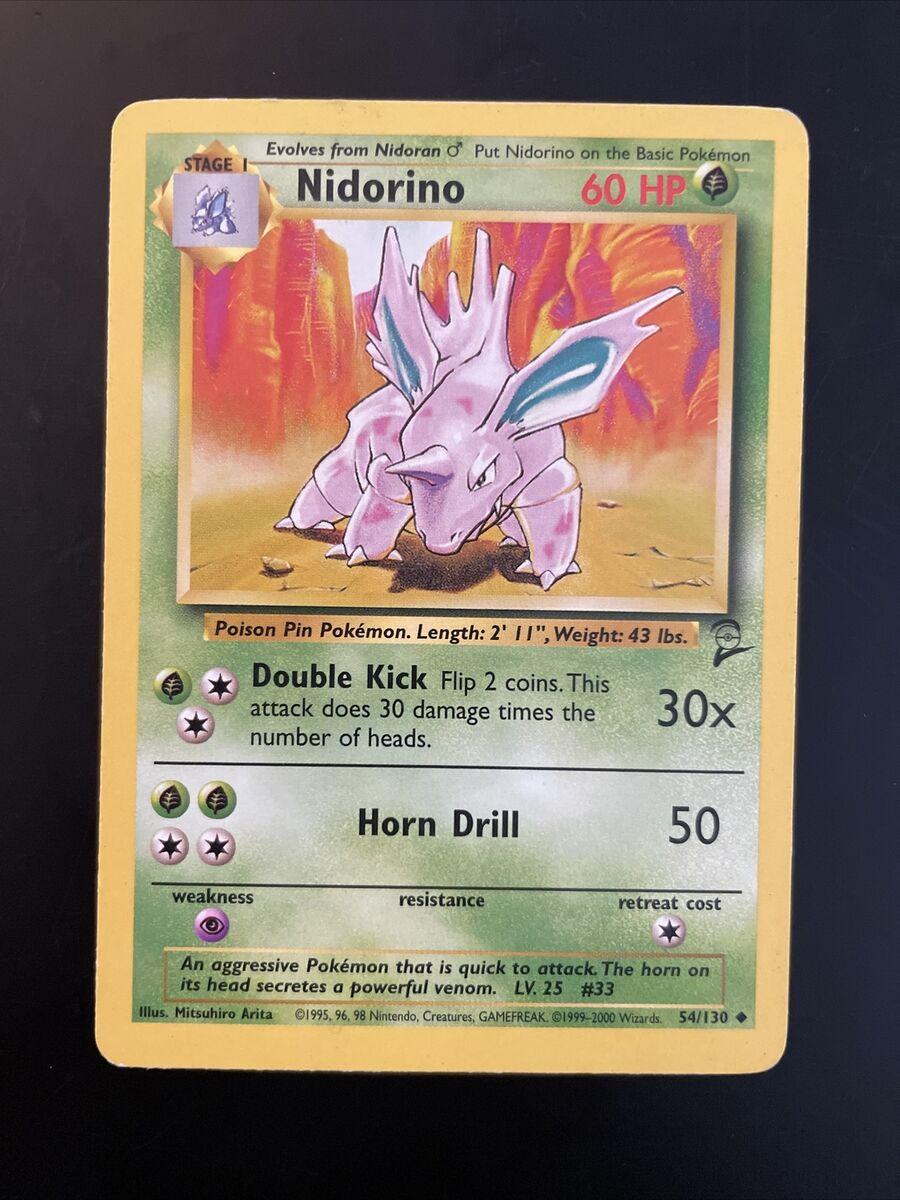 STAGE 1
Evolves from Nidoran ♂ Put Nidorino on the Basic Pokémon
Nidorino 60 HP
Poison Pin Pokémon. Length: 2' 11", Weight: 43 lbs.
Double Kick Flip 2 coins. This
attack does 30 damage times the
number of heads.
30x
Horn Drill 50
weakness resistance retreat cost
An aggressive Pokémon that is quick to attack. The horn on
its head secretes a powerful venom. LV. 25 #33
Illus. Mitsuhiro Arita ©1995, 96, 98 Nintendo, Creatures, GAMEFREAK. ©1999–2000 Wizards. 54/130 ◆